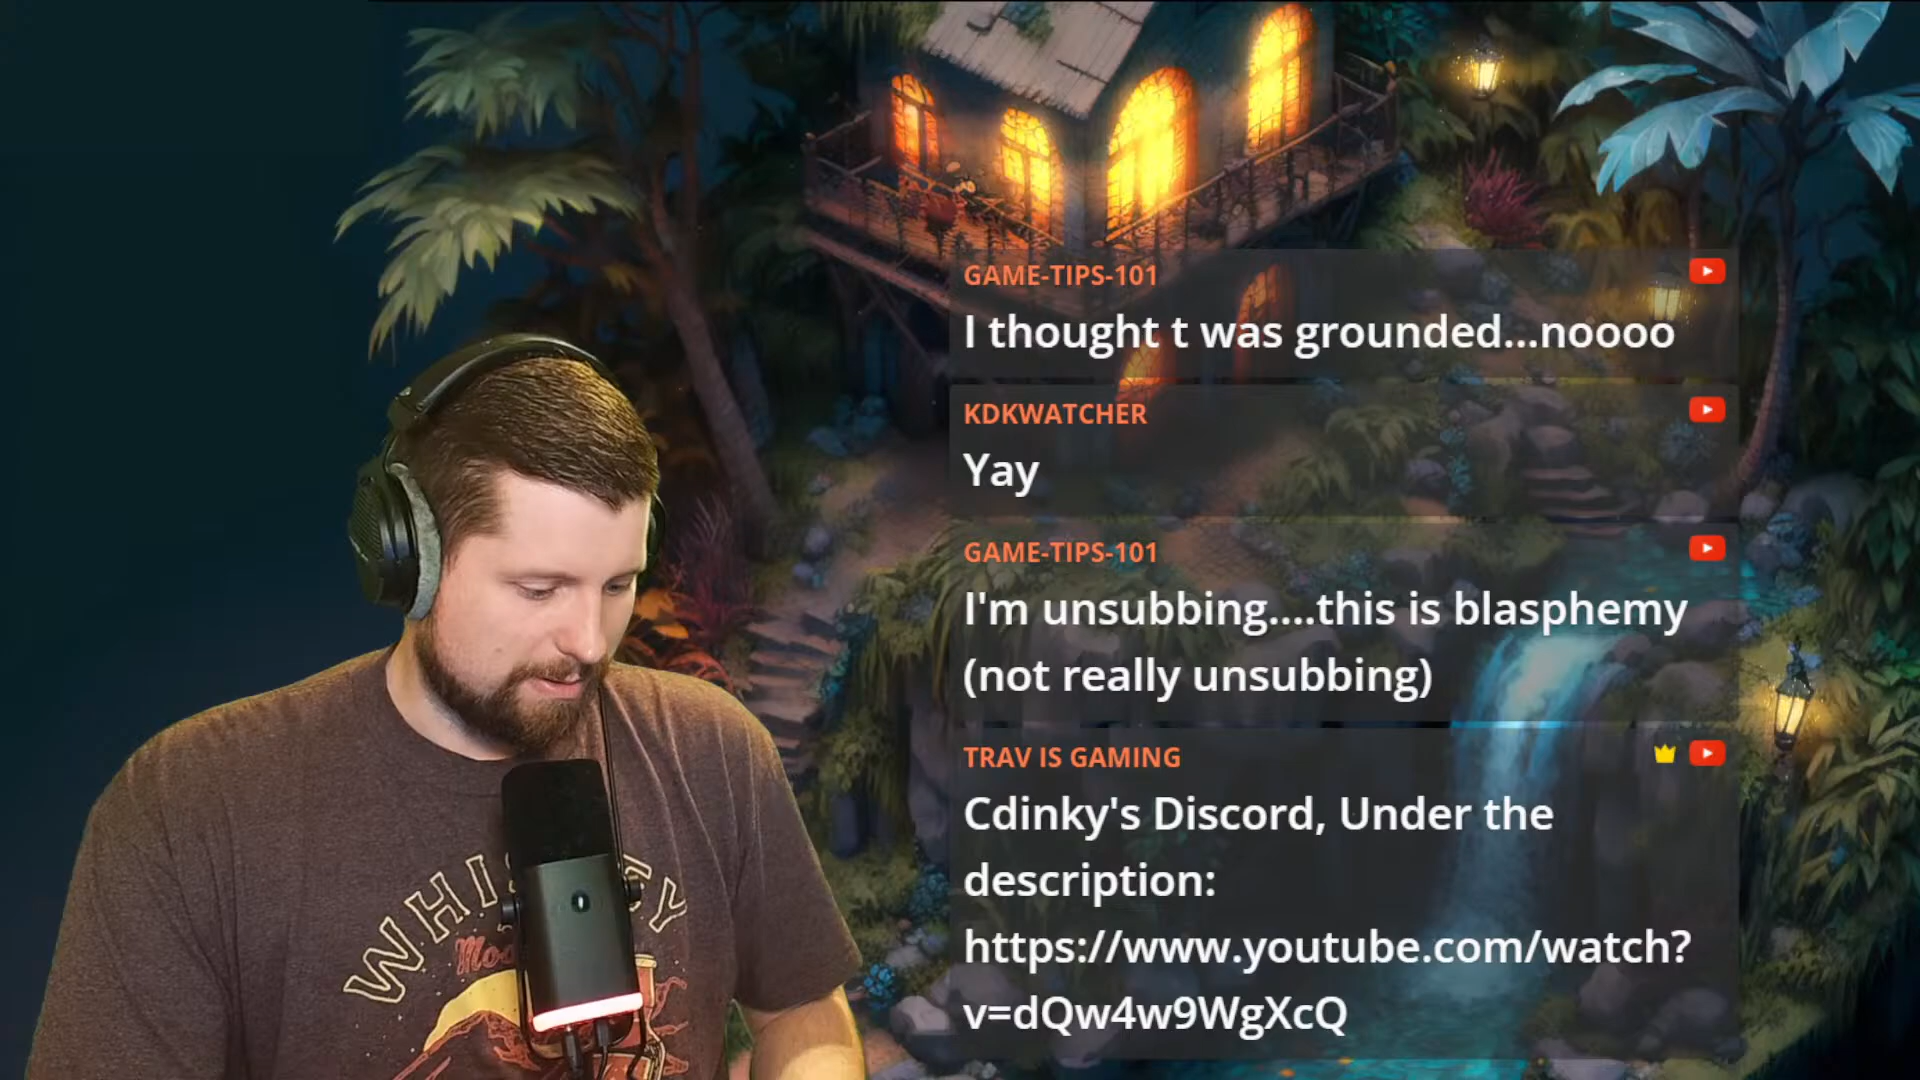 GAME-TIPS-101
I thought t was grounded...noooo
KDKWATCHER
Yay
GAME-TIPS-101
I'm unsubbing....this is blasphemy
(not really unsubbing)
TRAV IS GAMING
Cdinky's Discord, Under the
description:
https://www.youtube.com/watch?
v=dQw4w9WgXcQ